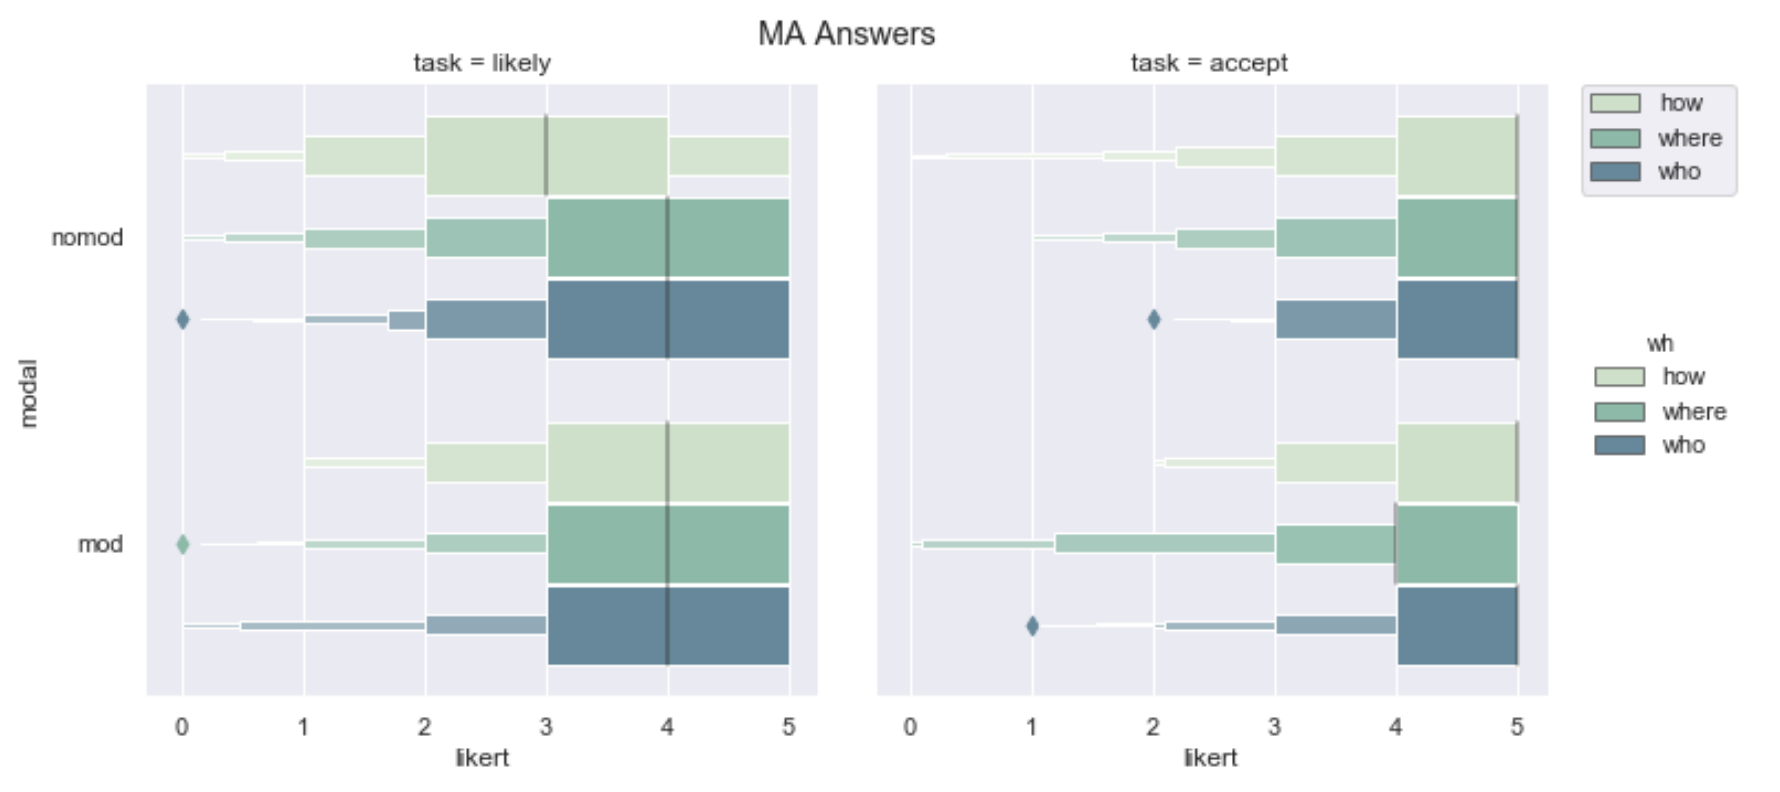 MA Answers
task = likely
task = accept
how
where
who
nomod
modal
mod
wh
how
where
who
0 1 2 3 4 5
0 1 2 3 4 5
likert
likert